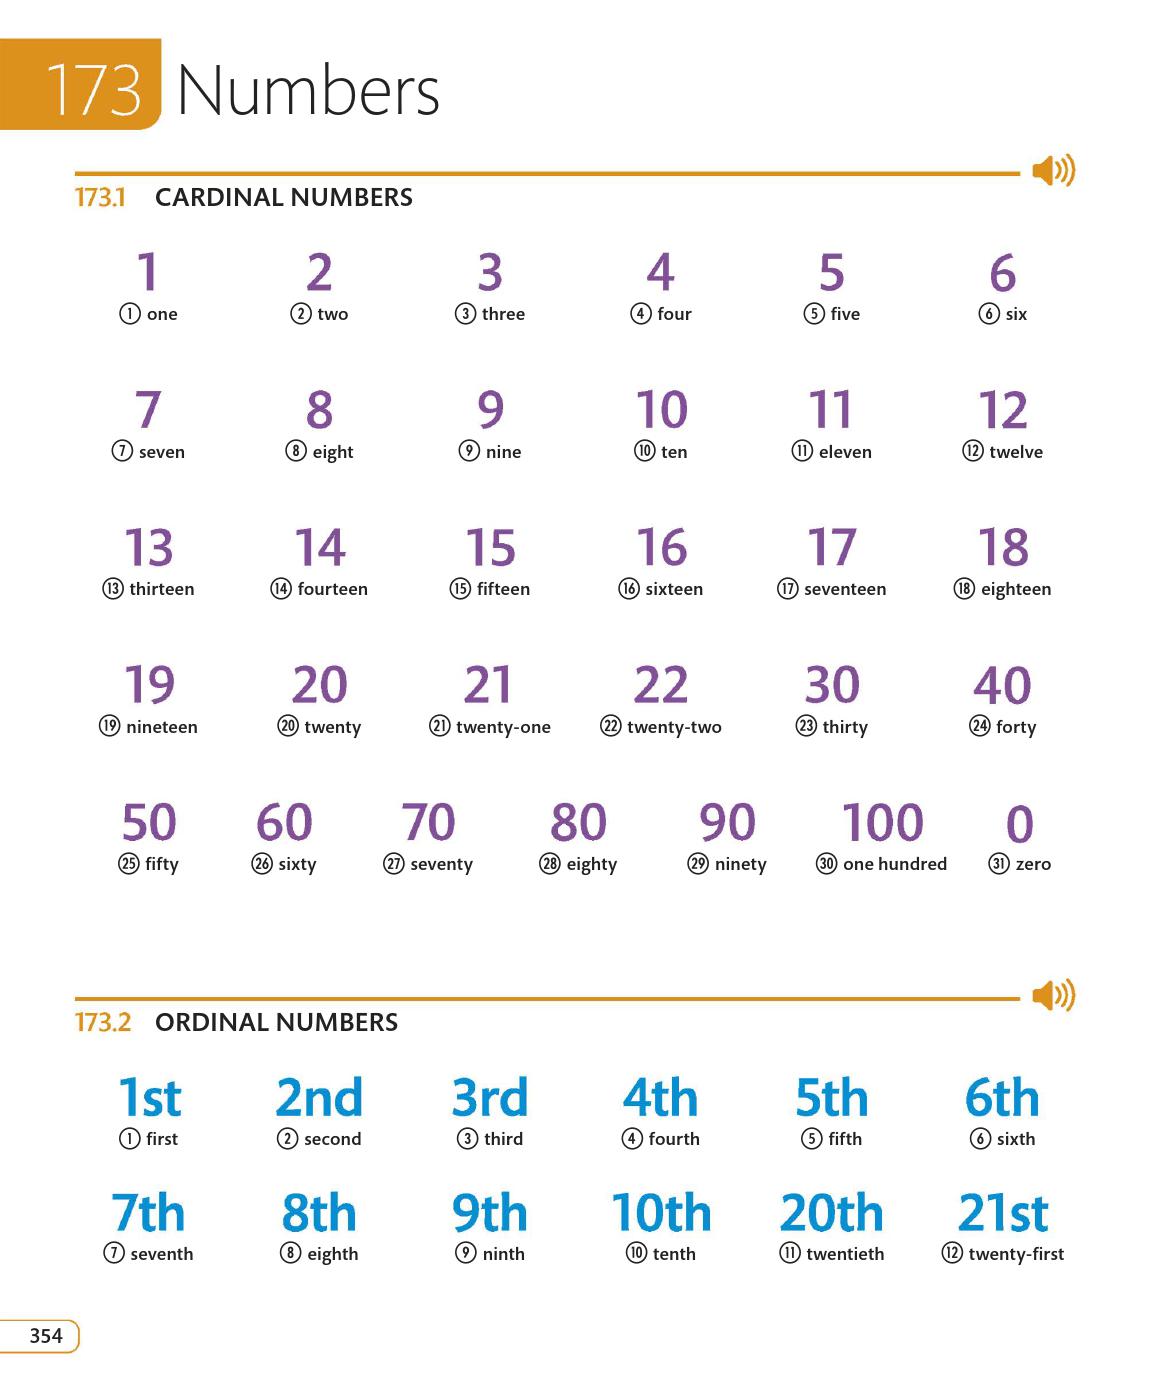 173 Numbers
173.1 CARDINAL NUMBERS
1 2 3 4 5 6
① one ② two ③ three ④ four ⑤ five ⑥ six
7 8 9 10 11 12
⑦ seven ⑧ eight ⑨ nine ⑩ ten ⑪ eleven ⑫ twelve
13 14 15 16 17 18
⑬ thirteen ⑭ fourteen ⑮ fifteen ⑯ sixteen ⑰ seventeen ⑱ eighteen
19 20 21 22 30 40
⑲ nineteen ⑳ twenty ㉑ twenty-one ㉒ twenty-two ㉓ thirty ㉔ forty
50 60 70 80 90 100 0
㉕ fifty ㉖ sixty ㉗ seventy ㉘ eighty ㉙ ninety ㉚ one hundred ㉛ zero
173.2 ORDINAL NUMBERS
1st 2nd 3rd 4th 5th 6th
① first ② second ③ third ④ fourth ⑤ fifth ⑥ sixth
7th 8th 9th 10th 20th 21st
⑦ seventh ⑧ eighth ⑨ ninth ⑩ tenth ⑪ twentieth ⑫ twenty-first
354